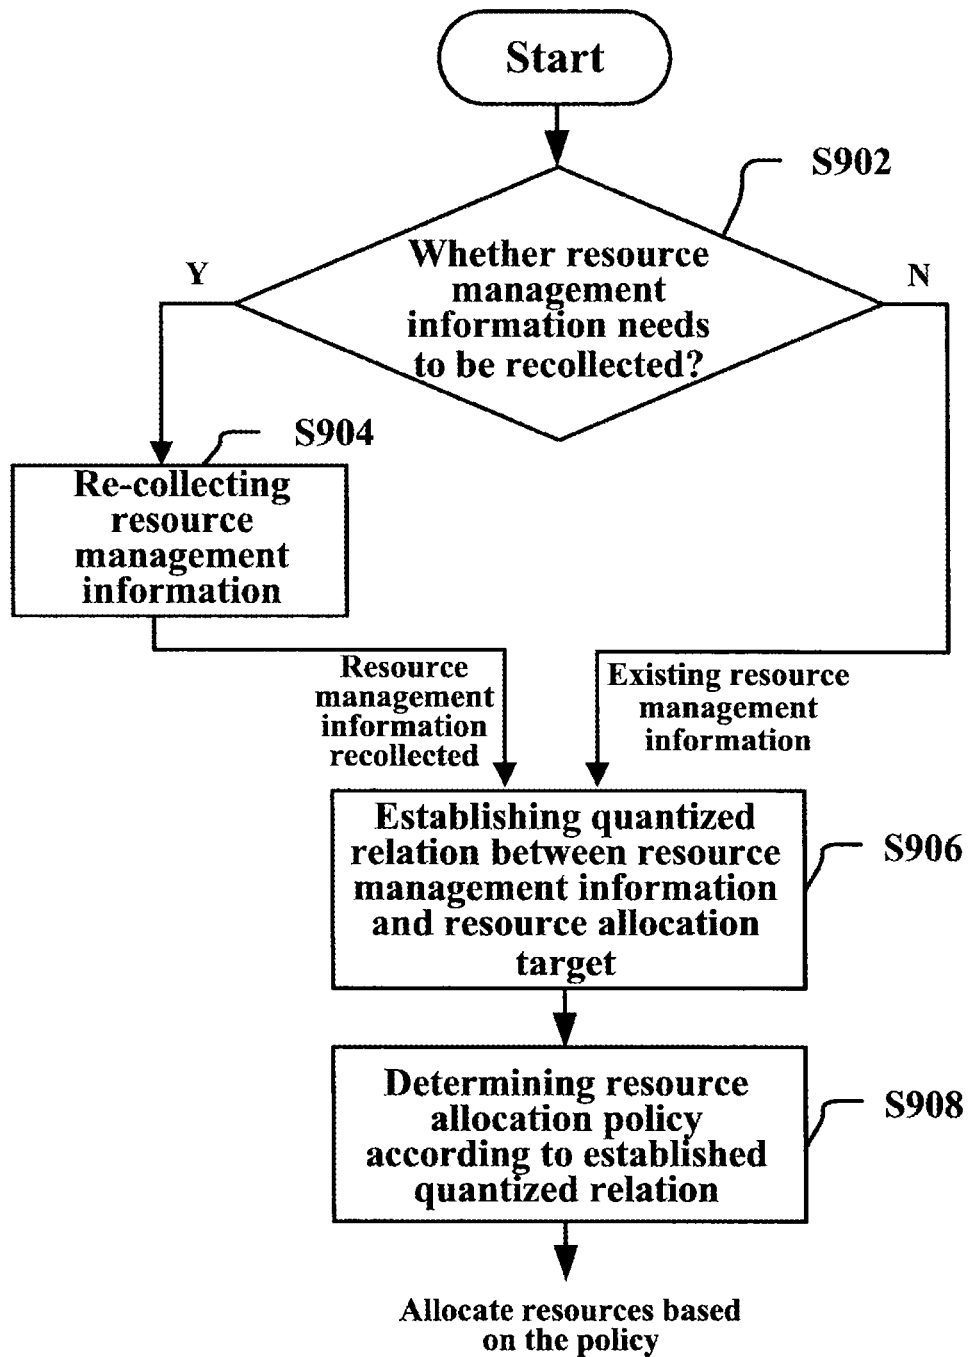 Start
S902
Whether resource
management
information needs
to be recollected?
Y
N
S904
Re-collecting
resource
management
information
Resource
management
information
recollected
Existing resource
management
information
Establishing quantized
relation between resource
management information
and resource allocation
target
S906
Determining resource
allocation policy
according to established
quantized relation
S908
Allocate resources based
on the policy